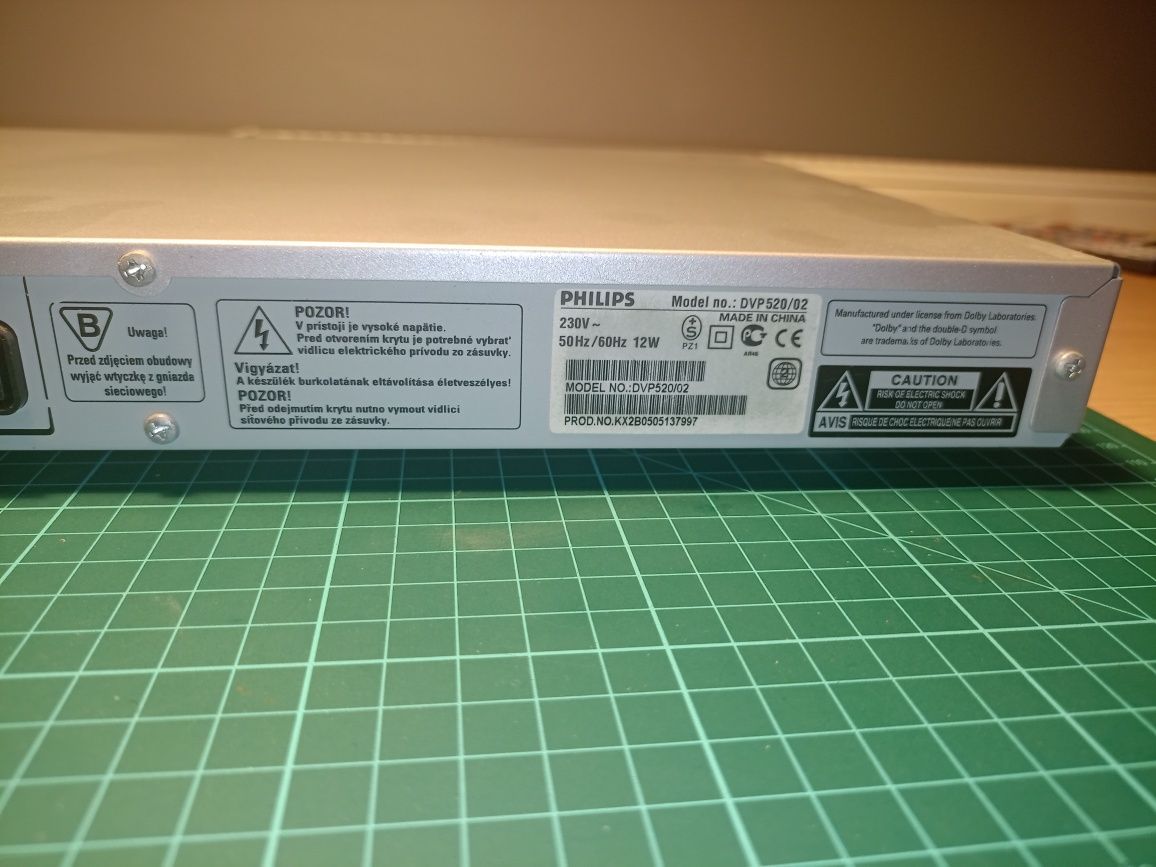 B
Uwaga!
Przed zdjęciem obudowy
wyjąć wtyczkę z gniazda
sieciowego!
POZOR!
V prístoji je vysoké napätie.
Pred otvorením krytu je potrebné vybrat'
vidlicu elektrického prívodu zo zásuvky.
Vigyázat!
A készülék burkolatának eltávolítása életveszélyes!
POZOR!
Před odejmutím krytu nutno vymout vidlici
síťového přívodu ze zásuvky.
PHILIPS Model no.: DVP520/02
MADE IN CHINA
230V ~
50Hz/60Hz 12W
S
PZ1
АЯ46
CE
MODEL NO.:DVP520/02
PROD.NO.KX2B0505137997
Manufactured under license from Dolby Laboratories.
"Dolby" and the double-D symbol
are trademarks of Dolby Laboratories.
CAUTION
RISK OF ELECTRIC SHOCK
DO NOT OPEN
AVIS RISQUE DE CHOC ELECTRIQUE/NE PAS OUVRIR